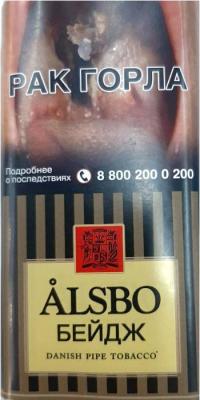 РАК ГОРЛА
Подробнее
о последствиях 8 800 200 0 200
ÅLSBO
БЕЙДЖ
DANISH PIPE TOBACCO